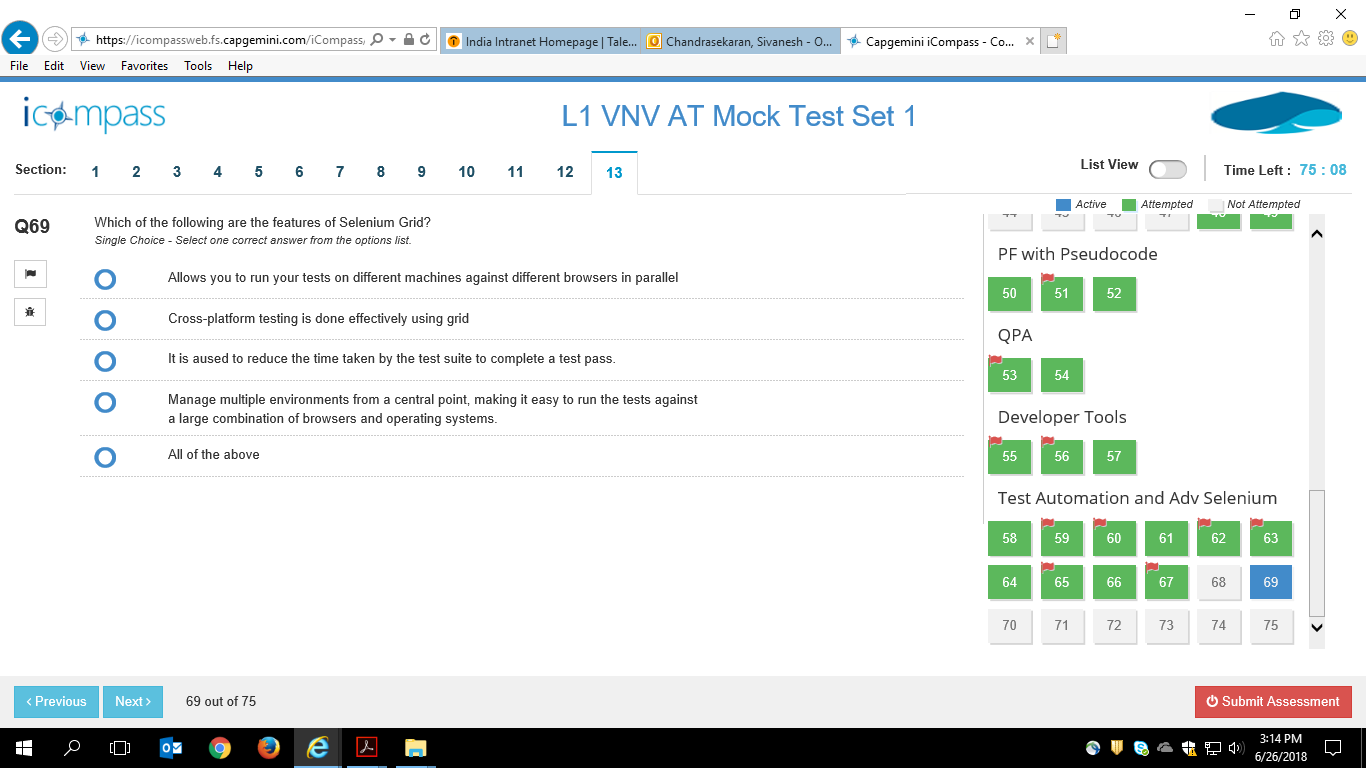 https://icompassweb.fs.capgemini.com/iCompass/
India Intranet Homepage | Tale...
Chandrasekaran, Sivanesh - O...
Capgemini iCompass - Co...
File Edit View Favorites Tools Help
icompass
L1 VNV AT Mock Test Set 1
Section: 1 2 3 4 5 6 7 8 9 10 11 12 13
List View
Time Left : 75 : 08
Active Attempted Not Attempted
Q69
Which of the following are the features of Selenium Grid?
Single Choice - Select one correct answer from the options list.
Allows you to run your tests on different machines against different browsers in parallel
Cross-platform testing is done effectively using grid
It is aused to reduce the time taken by the test suite to complete a test pass.
Manage multiple environments from a central point, making it easy to run the tests against
a large combination of browsers and operating systems.
All of the above
PF with Pseudocode
50 51 52
QPA
53 54
Developer Tools
55 56 57
Test Automation and Adv Selenium
58 59 60 61 62 63
64 65 66 67 68 69
70 71 72 73 74 75
< Previous
Next >
69 out of 75
Submit Assessment
3:14 PM
6/26/2018